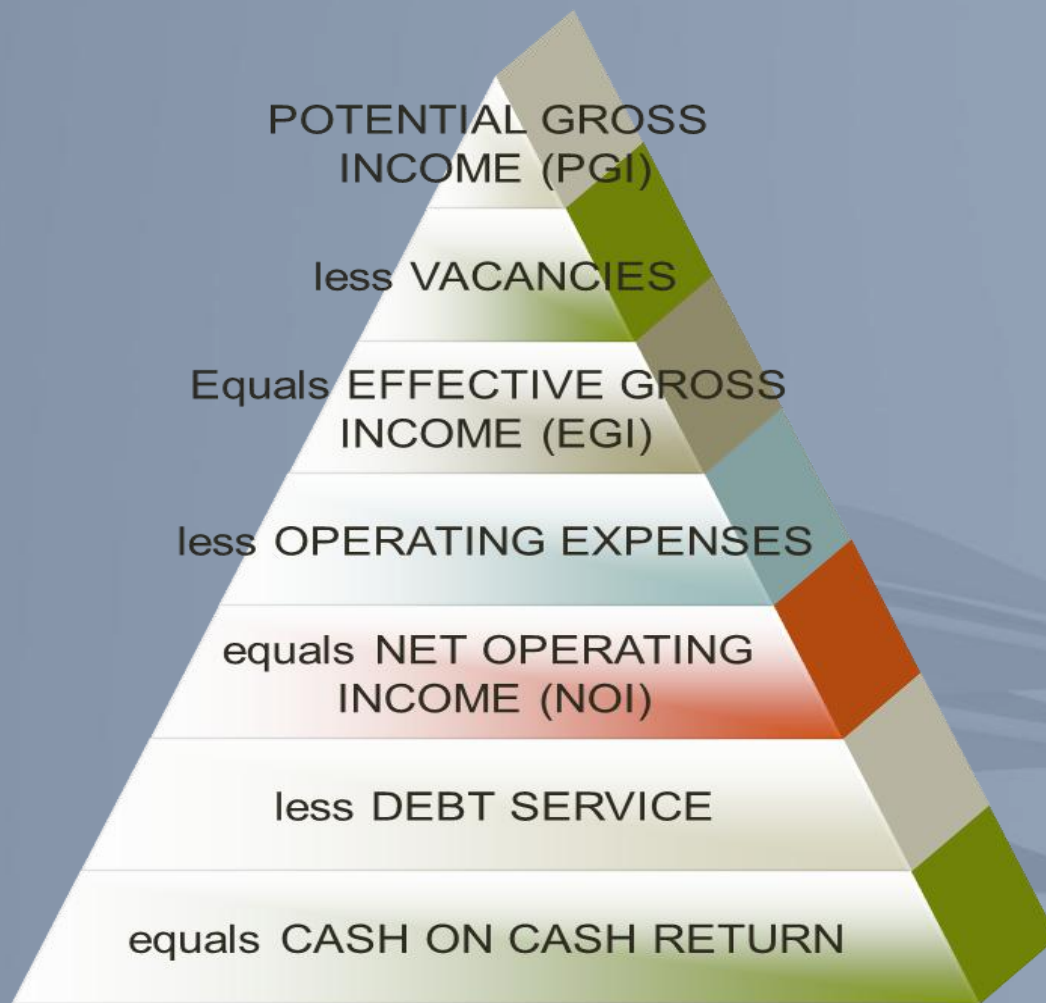 POTENTIAL GROSS
INCOME (PGI)
less VACANCIES
Equals EFFECTIVE GROSS
INCOME (EGI)
less OPERATING EXPENSES
equals NET OPERATING
INCOME (NOI)
less DEBT SERVICE
equals CASH ON CASH RETURN